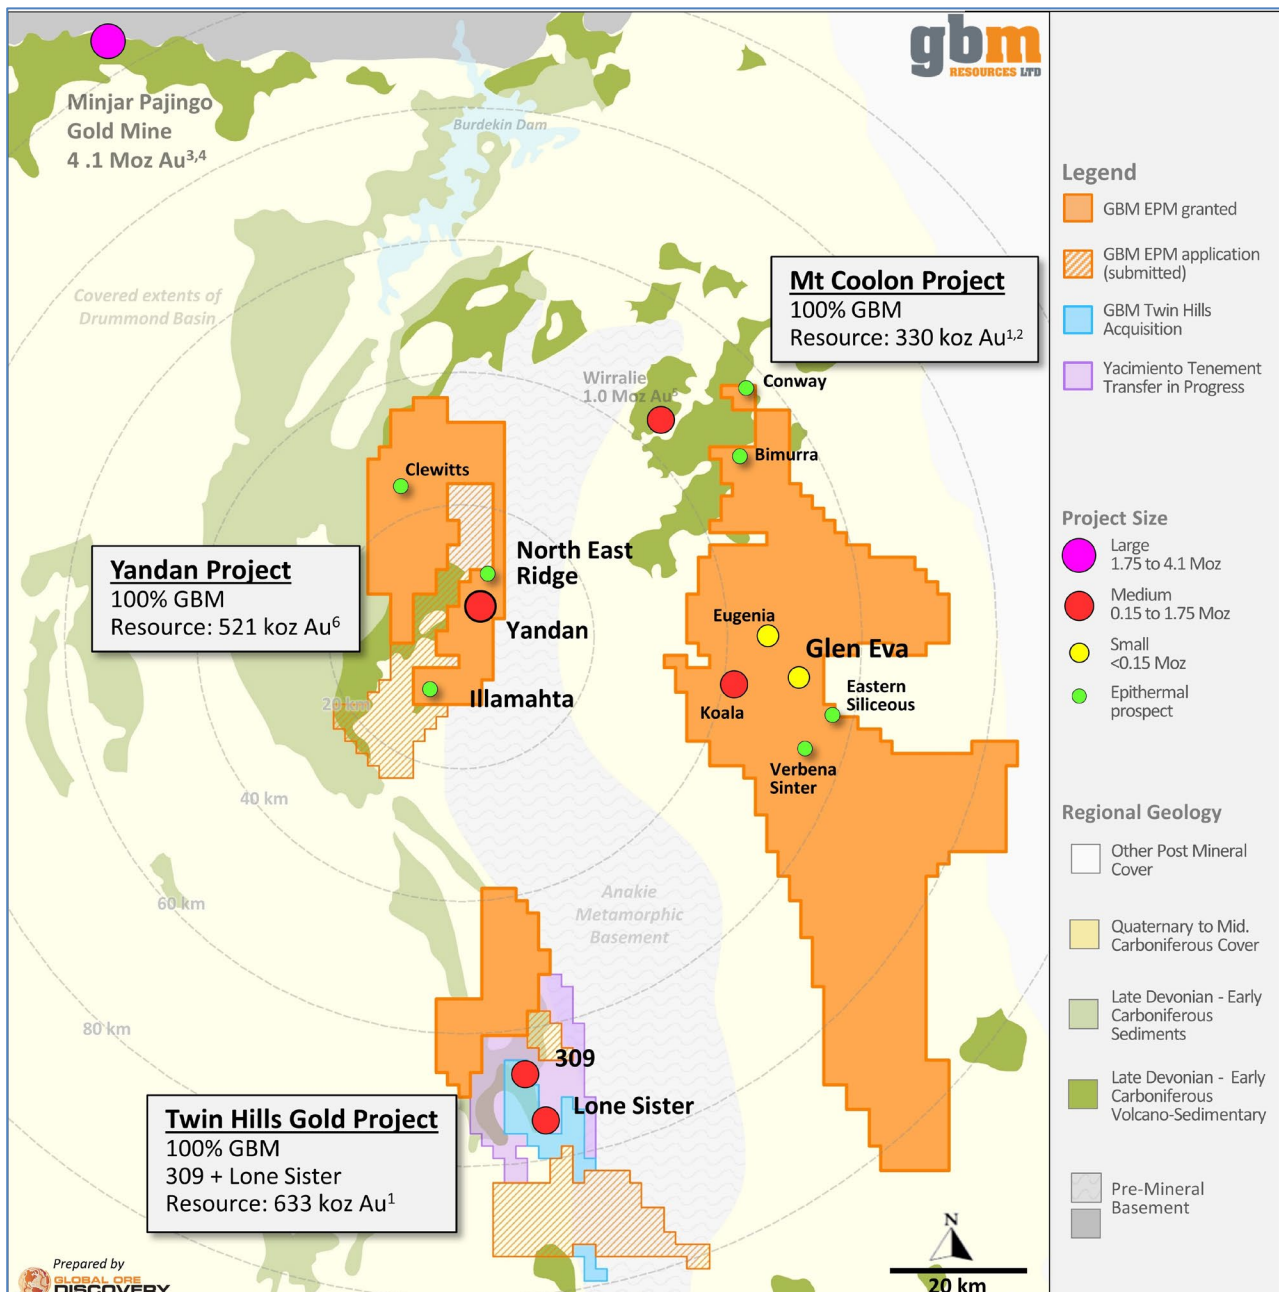 gbm
RESOURCES LTD
Minjar Pajingo
Gold Mine
4 .1 Moz Au3,4
Burdekin Dam
Covered extents of
Drummond Basin
Mt Coolon Project
100% GBM
Resource: 330 koz Au1,2
Wirralie
1.0 Moz Au5
Conway
Bimurra
Clewitts
North East
Ridge
Yandan Project
100% GBM
Resource: 521 koz Au6
Yandan
Illamahta
Eugenia
Glen Eva
Koala
Eastern
Siliceous
Verbena
Sinter
20 km
40 km
60 km
80 km
Anakie
Metamorphic
Basement
309
Lone Sister
Twin Hills Gold Project
100% GBM
309 + Lone Sister
Resource: 633 koz Au1
Prepared by
GLOBAL ORE
DISCOVERY
N
20 km
Legend
GBM EPM granted
GBM EPM application
(submitted)
GBM Twin Hills
Acquisition
Yacimiento Tenement
Transfer in Progress
Project Size
Large
1.75 to 4.1 Moz
Medium
0.15 to 1.75 Moz
Small
<0.15 Moz
Epithermal
prospect
Regional Geology
Other Post Mineral
Cover
Quaternary to Mid.
Carboniferous Cover
Late Devonian - Early
Carboniferous
Sediments
Late Devonian - Early
Carboniferous
Volcano-Sedimentary
Pre-Mineral
Basement